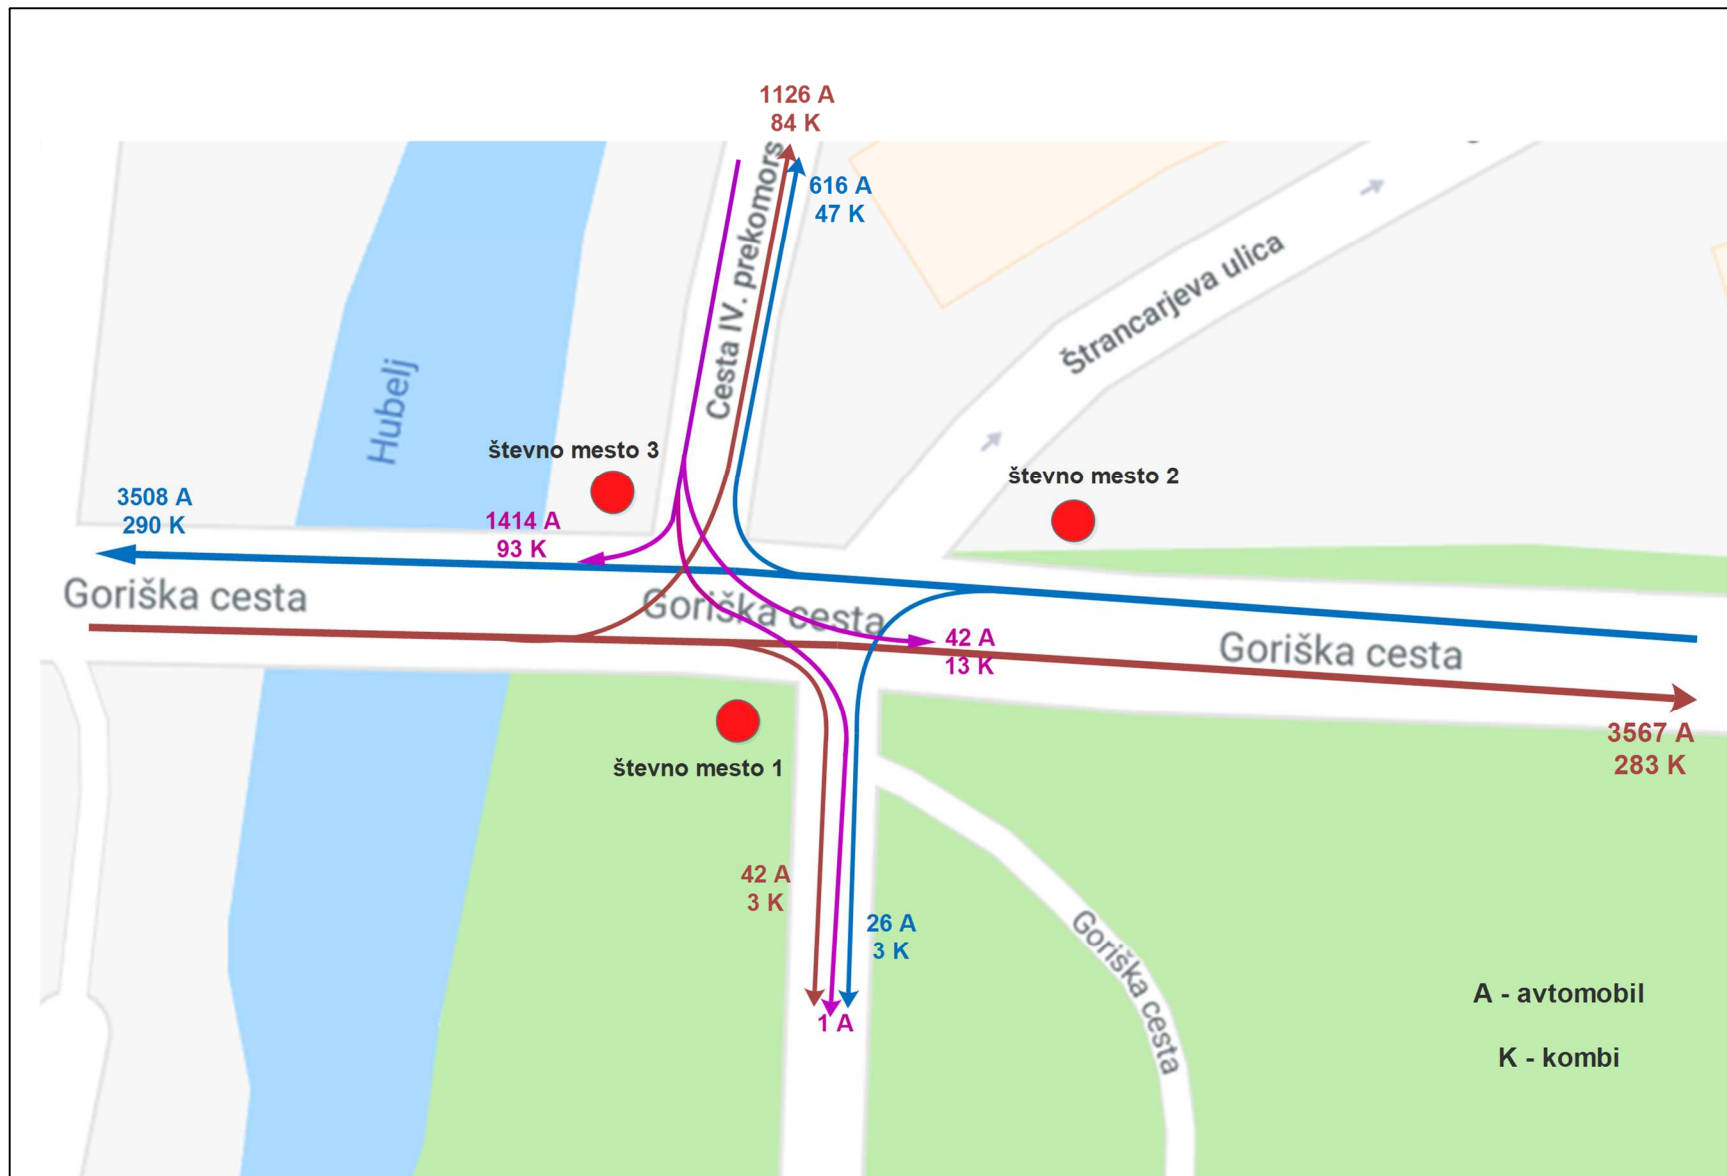 1126 A
84 K
616 A
47 K
Cesta IV. prekomors
Štrancarjeva ulica
Hubelj
števno mesto 3
števno mesto 2
3508 A
290 K
1414 A
93 K
Goriška cesta
Goriška cesta
42 A
13 K
Goriška cesta
3567 A
283 K
števno mesto 1
42 A
3 K
26 A
3 K
Goriška cesta
1 A
A - avtomobil
K - kombi